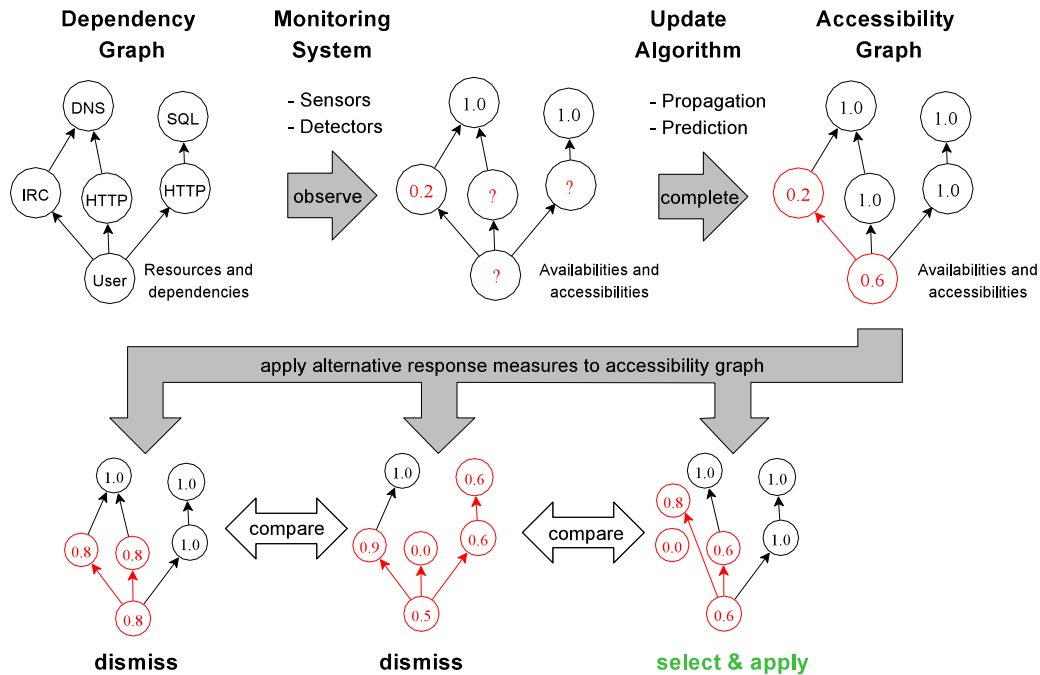 Dependency
Graph
Monitoring
System
Update
Algorithm
Accessibility
Graph
DNS
SQL
IRC
HTTP
HTTP
User
Resources and
dependencies
- Sensors
- Detectors
observe
1.0
1.0
0.2
?
?
?
Availabilities and
accessibilities
- Propagation
- Prediction
complete
1.0
1.0
0.2
1.0
1.0
0.6
Availabilities and
accessibilities
apply alternative response measures to accessibility graph
1.0
1.0
0.8
0.8
1.0
0.8
dismiss
compare
1.0
0.6
0.9
0.0
0.6
0.5
dismiss
compare
1.0
1.0
0.8
0.0
0.6
1.0
0.6
select & apply